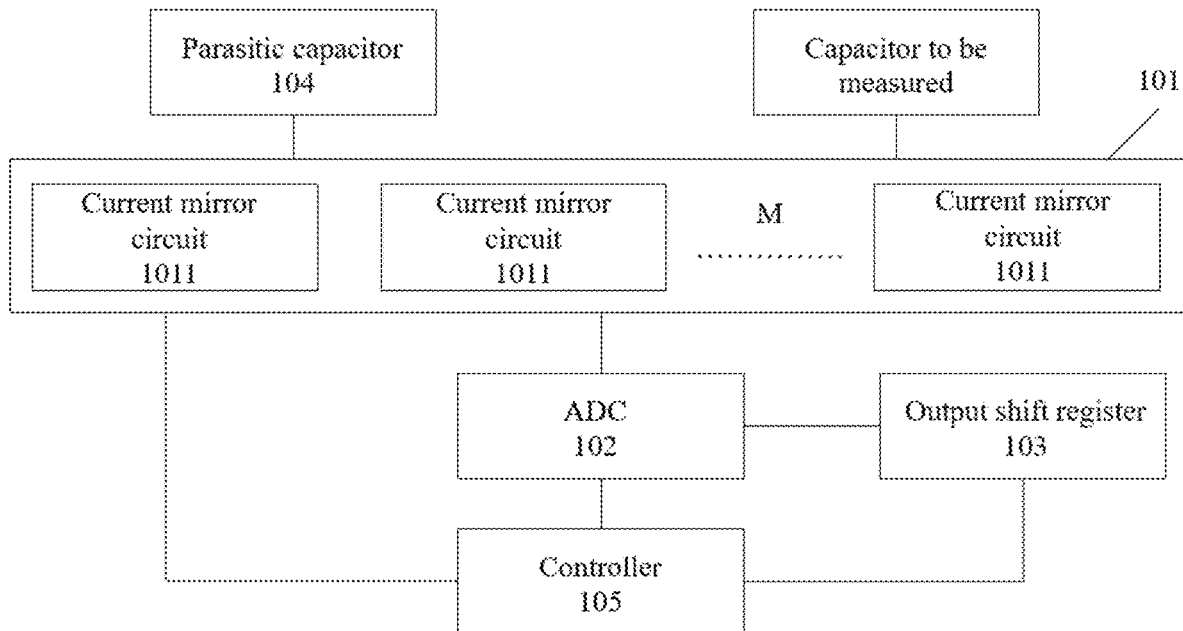 Parasitic capacitor
104
Capacitor to be
measured
101
Current mirror
circuit
1011
Current mirror
circuit
1011
M
Current mirror
circuit
1011
ADC
102
Output shift register
103
Controller
105